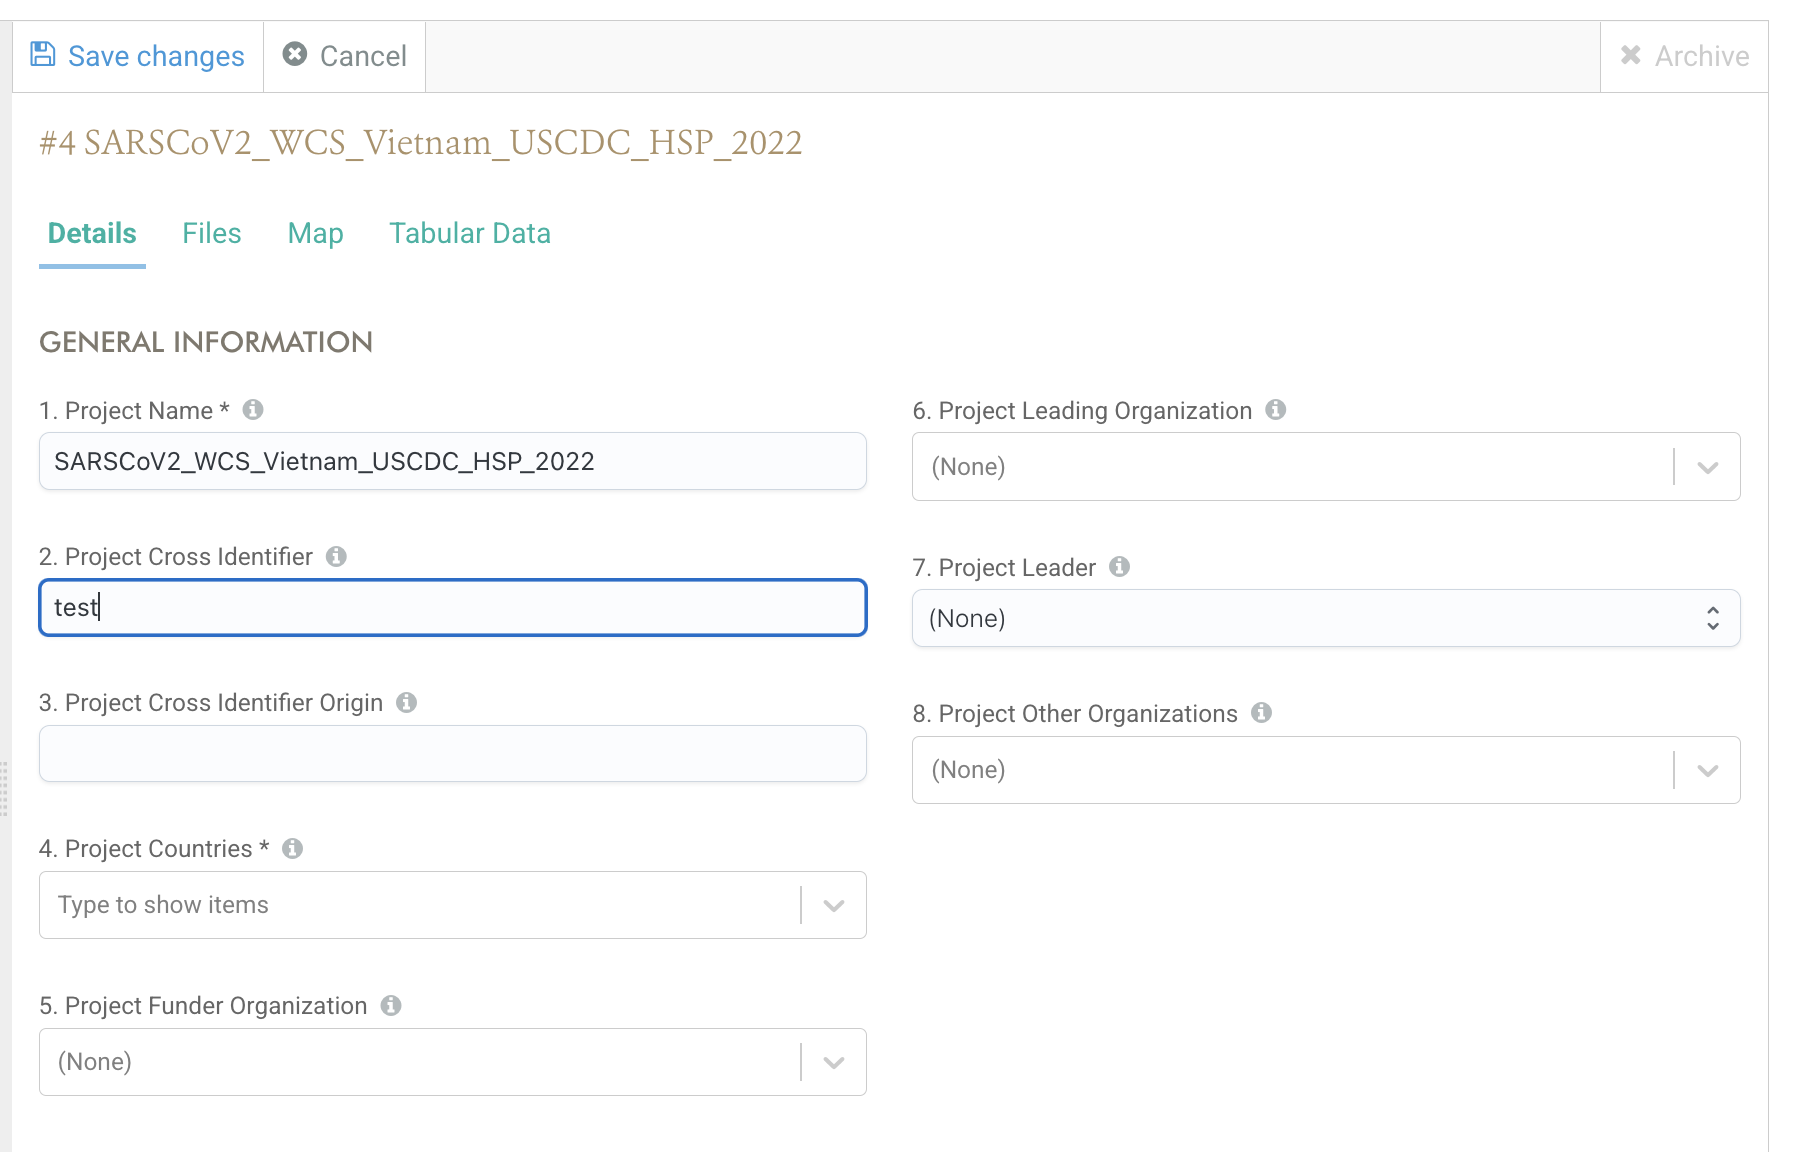 Save changes
Cancel
Archive
#4 SARSCoV2_WCS_Vietnam_USCDC_HSP_2022
Details
Files
Map
Tabular Data
GENERAL INFORMATION
1. Project Name *
SARSCoV2_WCS_Vietnam_USCDC_HSP_2022
2. Project Cross Identifier
test
3. Project Cross Identifier Origin
4. Project Countries *
Type to show items
5. Project Funder Organization
(None)
6. Project Leading Organization
(None)
7. Project Leader
(None)
8. Project Other Organizations
(None)